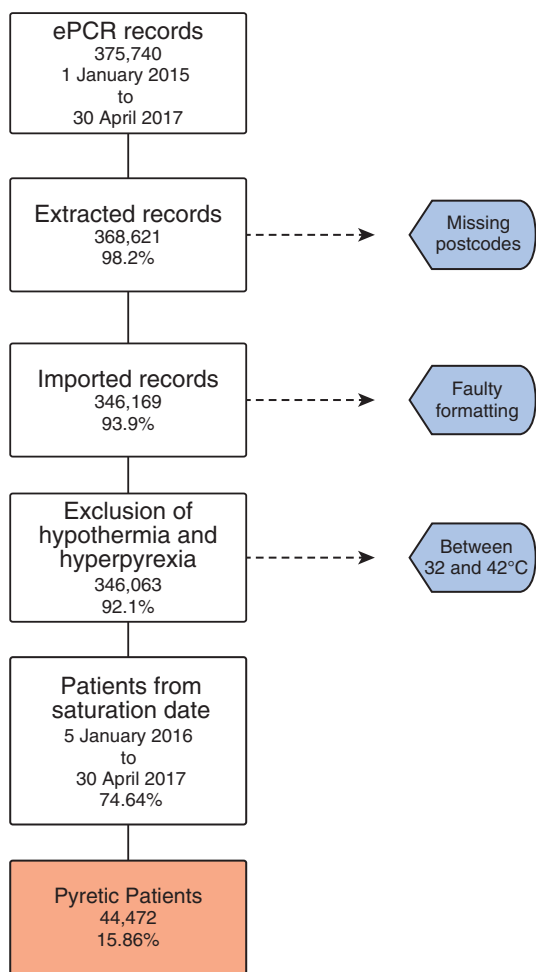 ePCR records
375,740
1 January 2015
to
30 April 2017
Extracted records
368,621
98.2%
Missing
postcodes
Imported records
346,169
93.9%
Faulty
formatting
Exclusion of
hypothermia and
hyperpyrexia
346,063
92.1%
Between
32 and 42°C
Patients from
saturation date
5 January 2016
to
30 April 2017
74.64%
Pyretic Patients
44,472
15.86%